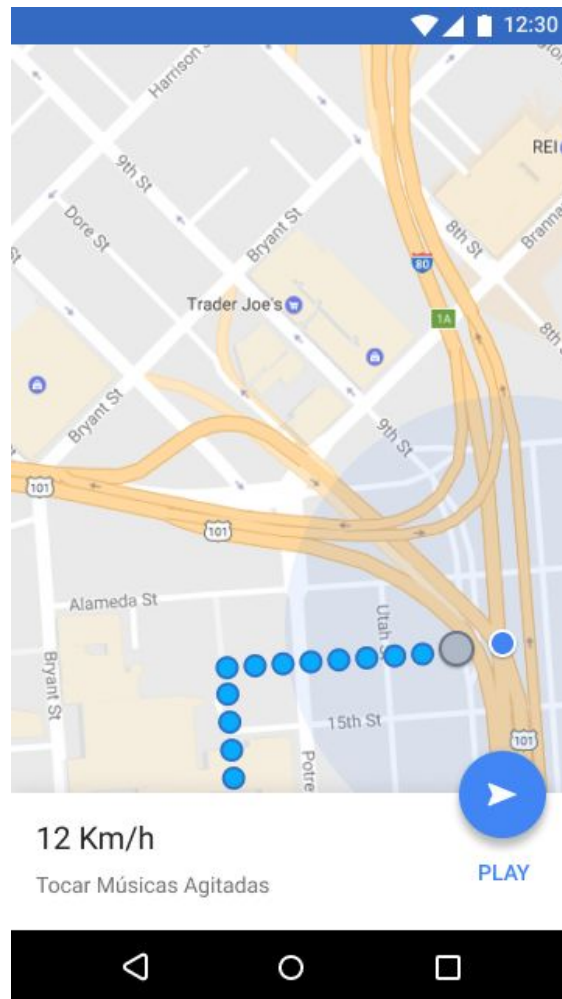 12:30
Harrison St
REI
9th St
Dore St
Bryant St
8th St
80
Trader Joe's
1A
8th
Bryant St
9th St
101
101
Alameda St
Utah St
Bryant St
15th St
Potre
101
12 Km/h
Tocar Músicas Agitadas
PLAY